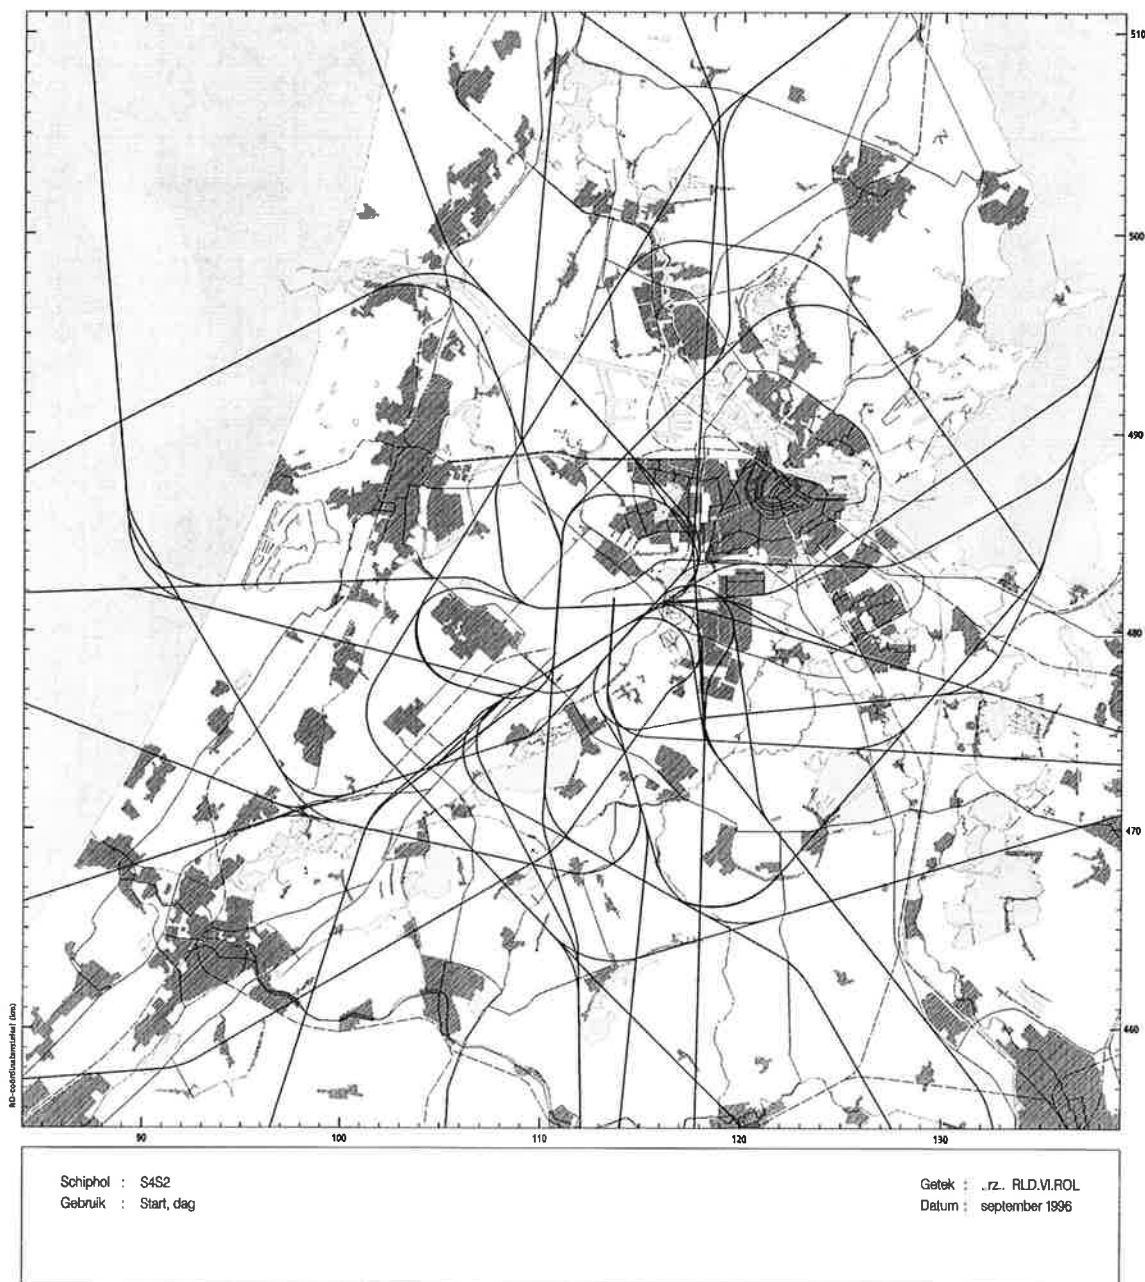 510
500
490
480
470
460
90
100
110
120
130
Schiphol : S4S2
Gebruik : Start, dag
Getek : ..rz.. RLD.VI.ROL
Datum : september 1996